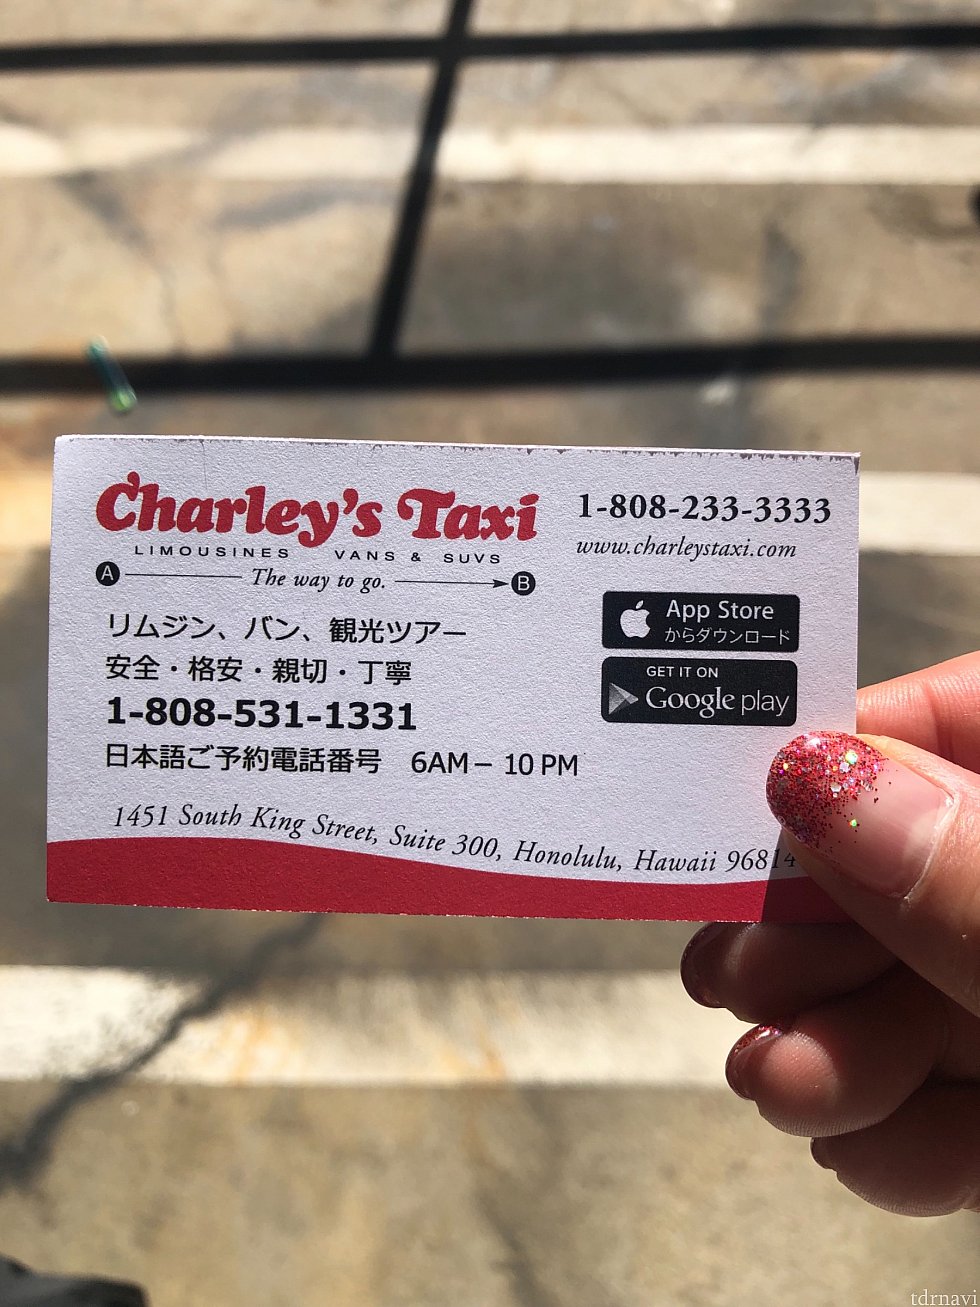 Charley's Taxi
LIMOUSINES VANS & SUVS
A The way to go. B
1-808-233-3333
www.charleystaxi.com
App Store
からダウンロード
GET IT ON
Google play
リムジン、バン、観光ツアー
安全・格安・親切・丁寧
1-808-531-1331
日本語ご予約電話番号 6AM – 10 PM
1451 South King Street, Suite 300, Honolulu, Hawaii 96814
tdrnavi